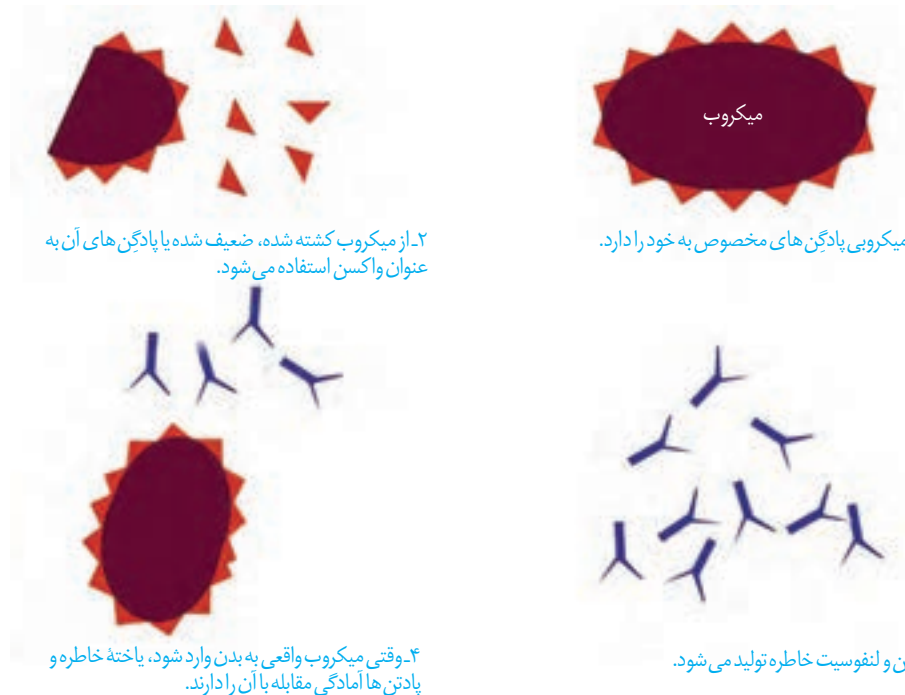 میکروب
میکروبی پادگِن های مخصوص به خود را دارد.
۲ـ از میکروب کشته شده، ضعیف شده یا پادگِن های آن به
عنوان واکسن استفاده می‌شود.
و لنفوسیت خاطره تولید می شود.
۴ـ وقتی میکروب واقعی به بدن وارد شود، یاختهٔ خاطره و
پادتن ها آمادگی مقابله با آن را دارند.